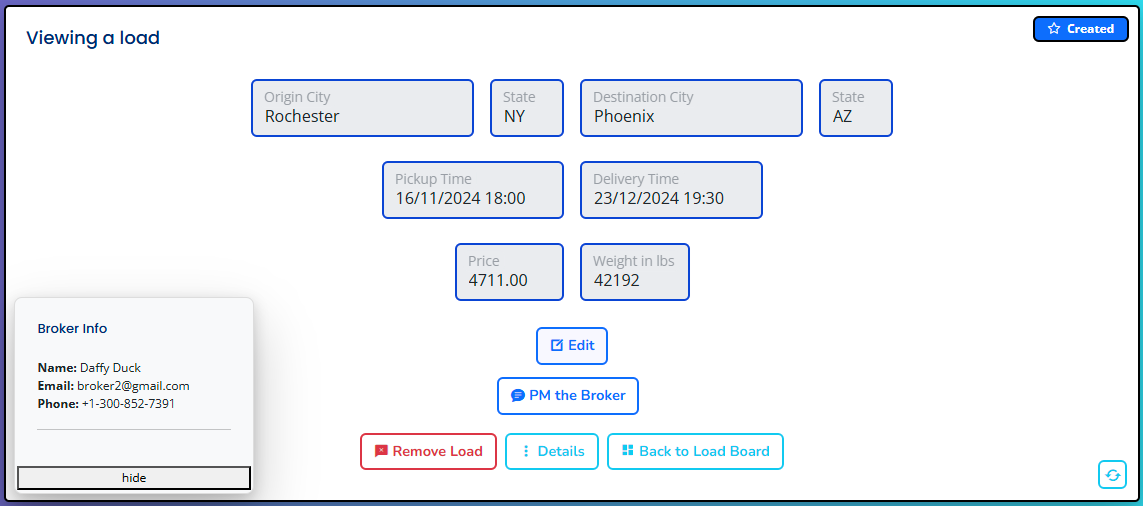 Viewing a load
Created
Origin City
Rochester
State
NY
Destination City
Phoenix
State
AZ
Pickup Time
16/11/2024 18:00
Delivery Time
23/12/2024 19:30
Price
4711.00
Weight in lbs
42192
Edit
PM the Broker
Remove Load
Details
Back to Load Board
Broker Info
Name: Daffy Duck
Email: broker2@gmail.com
Phone: +1-300-852-7391
hide